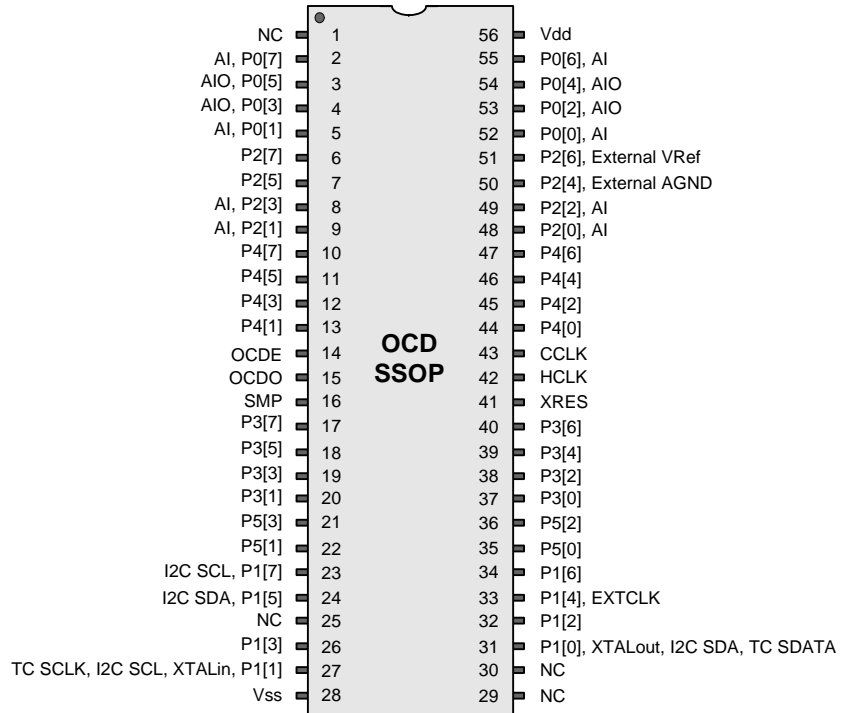 NC 1 56 Vdd
AI, P0[7] 2 55 P0[6], AI
AIO, P0[5] 3 54 P0[4], AIO
AIO, P0[3] 4 53 P0[2], AIO
AI, P0[1] 5 52 P0[0], AI
P2[7] 6 51 P2[6], External VRef
P2[5] 7 50 P2[4], External AGND
AI, P2[3] 8 49 P2[2], AI
AI, P2[1] 9 48 P2[0], AI
P4[7] 10 47 P4[6]
P4[5] 11 46 P4[4]
P4[3] 12 45 P4[2]
P4[1] 13 44 P4[0]
OCD
OCDE 14 43 CCLK
SSOP
OCDO 15 42 HCLK
SMP 16 41 XRES
P3[7] 17 40 P3[6]
P3[5] 18 39 P3[4]
P3[3] 19 38 P3[2]
P3[1] 20 37 P3[0]
P5[3] 21 36 P5[2]
P5[1] 22 35 P5[0]
I2C SCL, P1[7] 23 34 P1[6]
I2C SDA, P1[5] 24 33 P1[4], EXTCLK
NC 25 32 P1[2]
P1[3] 26 31 P1[0], XTALout, I2C SDA, TC SDATA
TC SCLK, I2C SCL, XTALin, P1[1] 27 30 NC
Vss 28 29 NC